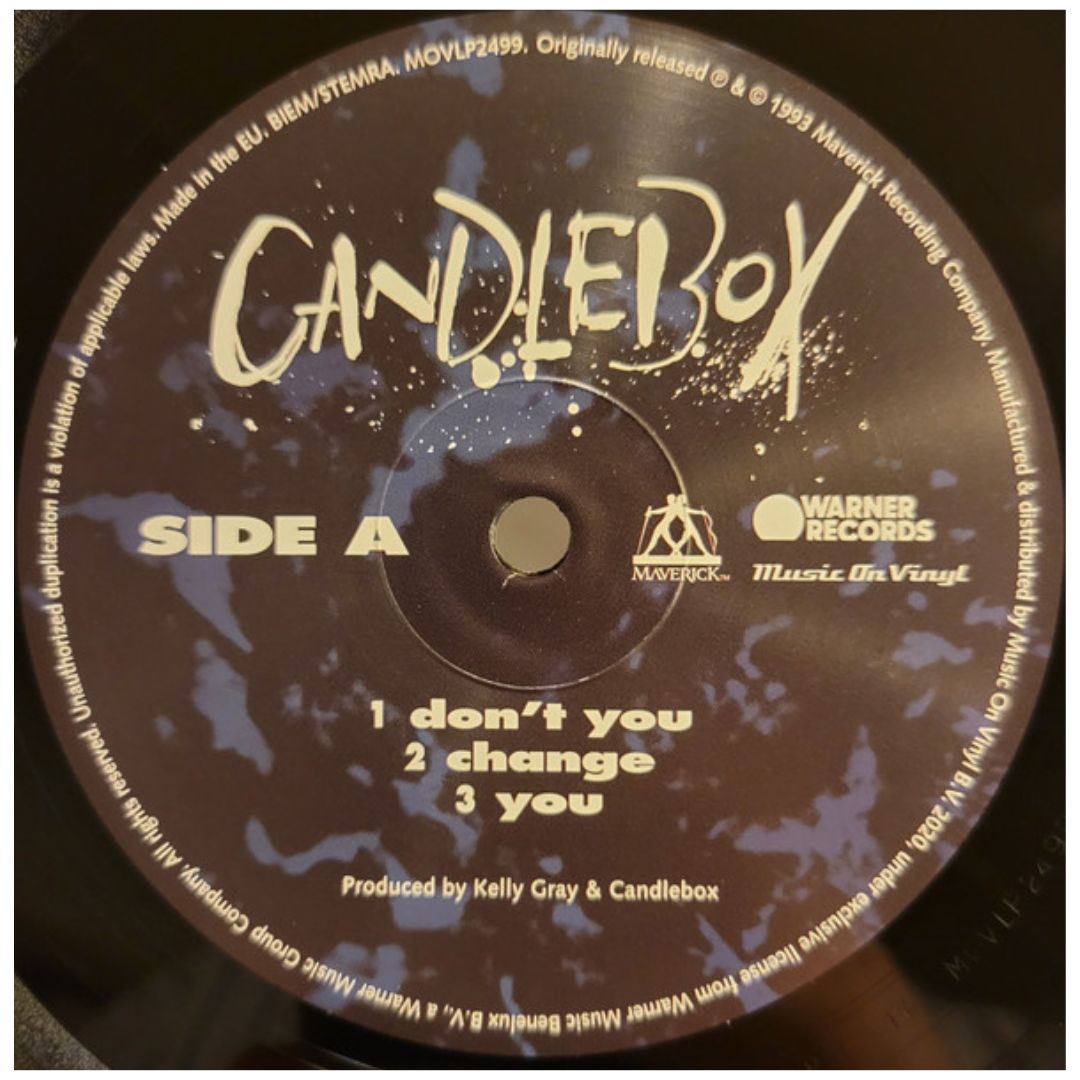 Made in the EU. BIEM/STEMRA. MOVLP2499. Originally released ℗ & © 1993 Maverick Recording Company. Manufactured & distributed by Music On Vinyl B.V. 2020, under exclusive license from Warner Music Benelux B.V., a Warner Music Group Company. All rights reserved. Unauthorized duplication is a violation of applicable laws.
CANDLEBOX
SIDE A
MAVERICK™
WARNER
RECORDS
Music On Vinyl
1 don't you
2 change
3 you
Produced by Kelly Gray & Candlebox